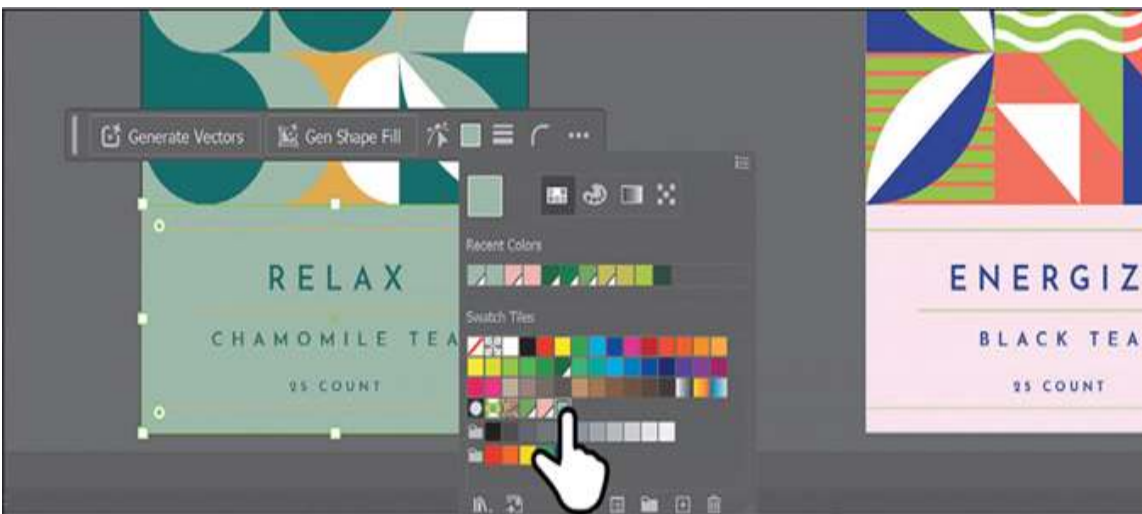 Generate Vectors
Gen Shape Fill
Recent Colors
Swatch Tiles
RELAX
CHAMOMILE TEA
25 COUNT
ENERGIZ
BLACK TEA
25 COUNT